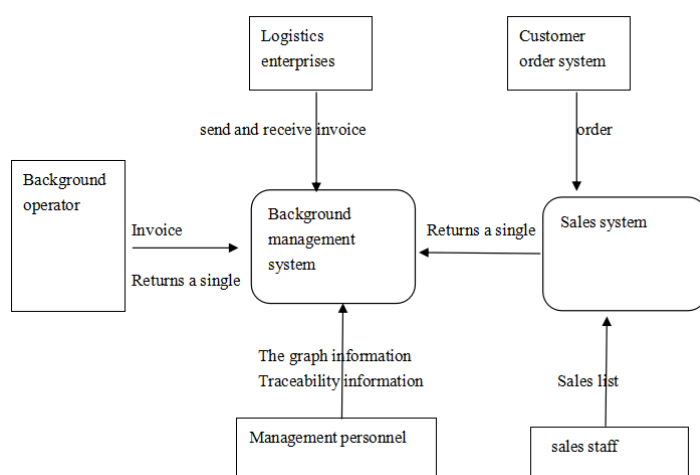 Logistics
enterprises
Customer
order system
send and receive invoice
order
Background
operator
Invoice
Returns a single
Background
management
system
Returns a single
Sales system
The graph information
Traceability information
Sales list
Management personnel
sales staff